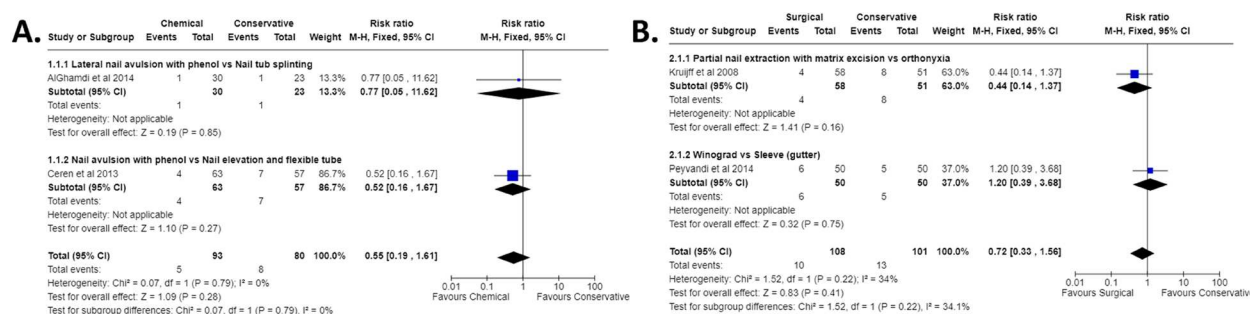 A.
Chemical Conservative Risk ratio Risk ratio
Study or Subgroup Events Total Events Total Weight M-H, Fixed, 95% CI M-H, Fixed, 95% CI
1.1.1 Lateral nail avulsion with phenol vs Nail tub splinting
AlGhamdi et al 2014 1 30 1 23 13.3% 0.77 [0.05, 11.62]
Subtotal (95% CI) 30 23 13.3% 0.77 [0.05, 11.62]
Total events: 1 1
Heterogeneity: Not applicable
Test for overall effect: Z = 0.19 (P = 0.85)
1.1.2 Nail avulsion with phenol vs Nail elevation and flexible tube
Ceren et al 2013 4 63 7 57 86.7% 0.52 [0.16, 1.67]
Subtotal (95% CI) 63 57 86.7% 0.52 [0.16, 1.67]
Total events: 4 7
Heterogeneity: Not applicable
Test for overall effect: Z = 1.10 (P = 0.27)
Total (95% CI) 93 80 100.0% 0.55 [0.19, 1.61]
Total events: 5 8
Heterogeneity: Chi² = 0.07, df = 1 (P = 0.79); I² = 0%
Test for overall effect: Z = 1.09 (P = 0.28)
Test for subgroup differences: Chi² = 0.07, df = 1 (P = 0.79), I² = 0%
0.01 0.1 1 10 100
Favours Chemical Favours Conservative
B.
Surgical Conservative Risk ratio Risk ratio
Study or Subgroup Events Total Events Total Weight M-H, Fixed, 95% CI M-H, Fixed, 95% CI
2.1.1 Partial nail extraction with matrix excision vs orthonyxia
Kruijff et al 2008 4 58 8 51 63.0% 0.44 [0.14, 1.37]
Subtotal (95% CI) 58 51 63.0% 0.44 [0.14, 1.37]
Total events: 4 8
Heterogeneity: Not applicable
Test for overall effect: Z = 1.41 (P = 0.16)
2.1.2 Winograd vs Sleeve (gutter)
Peyvandi et al 2014 6 50 5 50 37.0% 1.20 [0.39, 3.68]
Subtotal (95% CI) 50 50 37.0% 1.20 [0.39, 3.68]
Total events: 6 5
Heterogeneity: Not applicable
Test for overall effect: Z = 0.32 (P = 0.75)
Total (95% CI) 108 101 100.0% 0.72 [0.33, 1.56]
Total events: 10 13
Heterogeneity: Chi² = 1.52, df = 1 (P = 0.22); I² = 34%
Test for overall effect: Z = 0.83 (P = 0.41)
Test for subgroup differences: Chi² = 1.52, df = 1 (P = 0.22), I² = 34.1%
0.01 0.1 1 10 100
Favours Surgical Favours Conservative